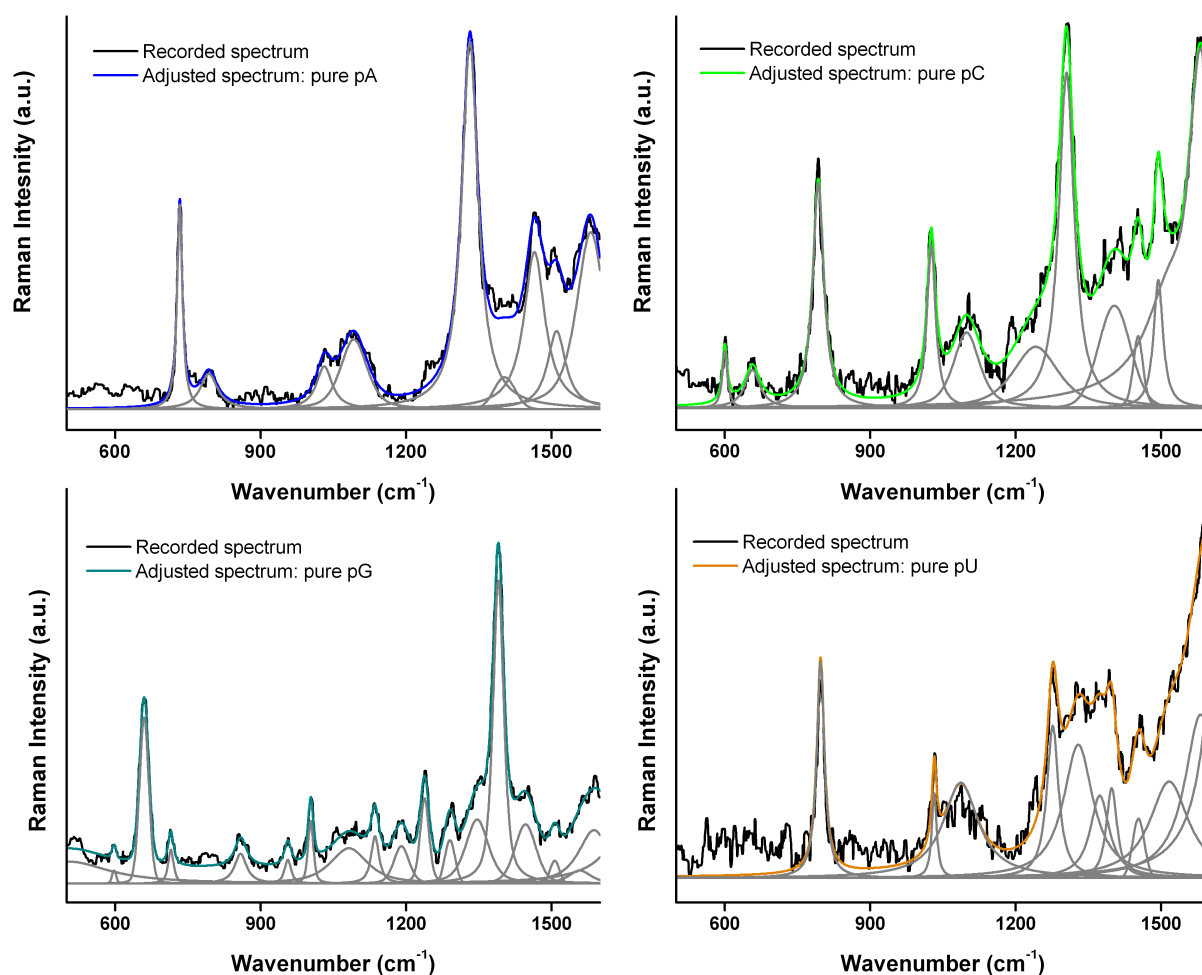 Raman Intesnity (a.u.)
Recorded spectrum
Adjusted spectrum: pure pA
600 900 1200 1500
Wavenumber (cm⁻¹)
Raman Intensity (a.u.)
Recorded spectrum
Adjusted spectrum: pure pC
600 900 1200 1500
Wavenumber (cm⁻¹)
Raman Intensity (a.u.)
Recorded spectrum
Adjusted spectrum: pure pG
600 900 1200 1500
Wavenumber (cm⁻¹)
Raman Intensity (a.u.)
Recorded spectrum
Adjusted spectrum: pure pU
600 900 1200 1500
Wavenumber (cm⁻¹)